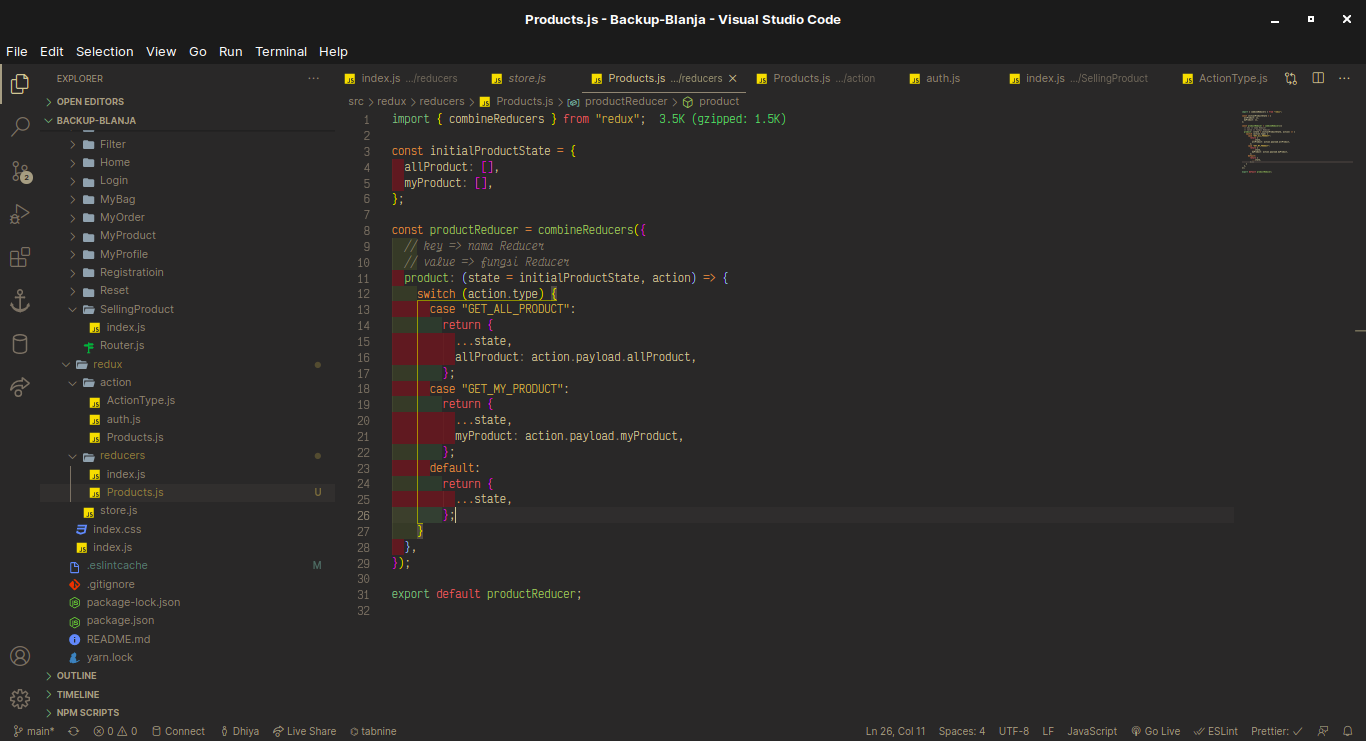 Products.js - Backup-Blanja - Visual Studio Code
File Edit Selection View Go Run Terminal Help
EXPLORER
OPEN EDITORS
BACKUP-BLANJA
Filter
Home
Login
MyBag
MyOrder
MyProduct
MyProfile
Registratioin
Reset
SellingProduct
index.js
Router.js
redux
action
ActionType.js
auth.js
Products.js
reducers
index.js
Products.js U
store.js
index.css
index.js
.eslintcache M
.gitignore
package-lock.json
package.json
README.md
yarn.lock
OUTLINE
TIMELINE
NPM SCRIPTS
2
index.js .../reducers store.js Products.js .../reducers Products.js .../action auth.js index.js .../SellingProduct ActionType.js
src > redux > reducers > Products.js > productReducer > product
1 import { combineReducers } from "redux"; 3.5K (gzipped: 1.5K)
2
3 const initialProductState = {
4 allProduct: [],
5 myProduct: [],
6 };
7
8 const productReducer = combineReducers({
9 // key => nama Reducer
10 // value => fungsi Reducer
11 product: (state = initialProductState, action) => {
12 switch (action.type) {
13 case "GET_ALL_PRODUCT":
14 return {
15 ...state,
16 allProduct: action.payload.allProduct,
17 };
18 case "GET_MY_PRODUCT":
19 return {
20 ...state,
21 myProduct: action.payload.myProduct,
22 };
23 default:
24 return {
25 ...state,
26 };
27 }
28 },
29 });
30
31 export default productReducer;
32
main* 0 0 Connect Dhiya Live Share tabnine Ln 26, Col 11 Spaces: 4 UTF-8 LF JavaScript Go Live ESLint Prettier: ✓